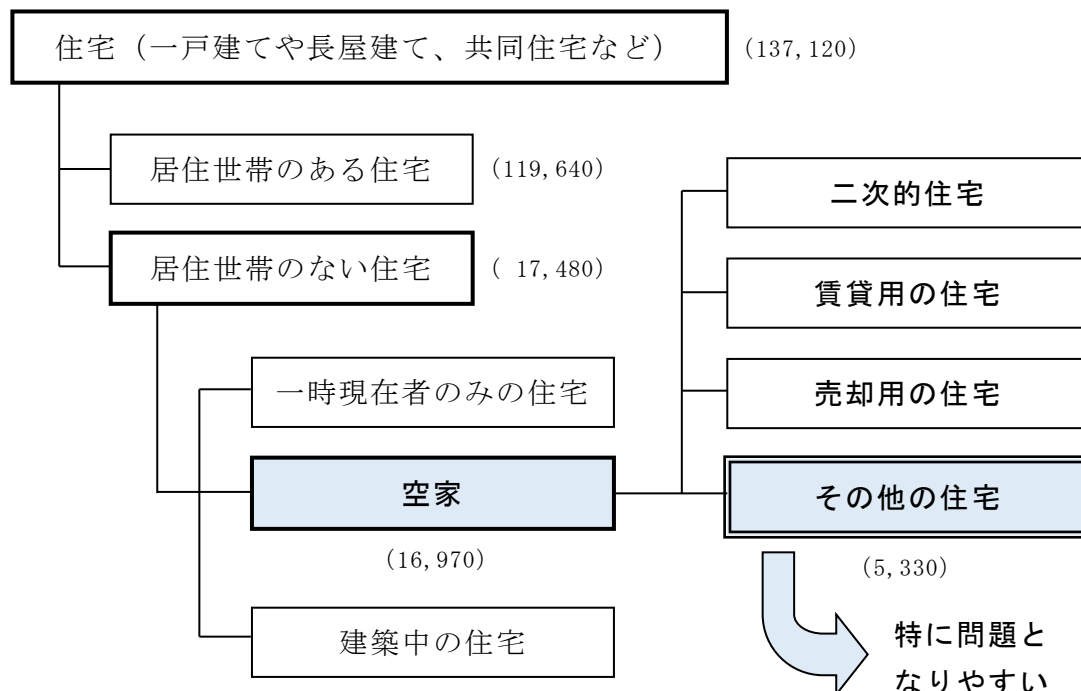 住宅（一戸建てや長屋建て、共同住宅など）
(137,120)
居住世帯のある住宅
(119,640)
居住世帯のない住宅
( 17,480)
一時現在者のみの住宅
空家
(16,970)
建築中の住宅
二次的住宅
賃貸用の住宅
売却用の住宅
その他の住宅
(5,330)
特に問題と
なりやすい